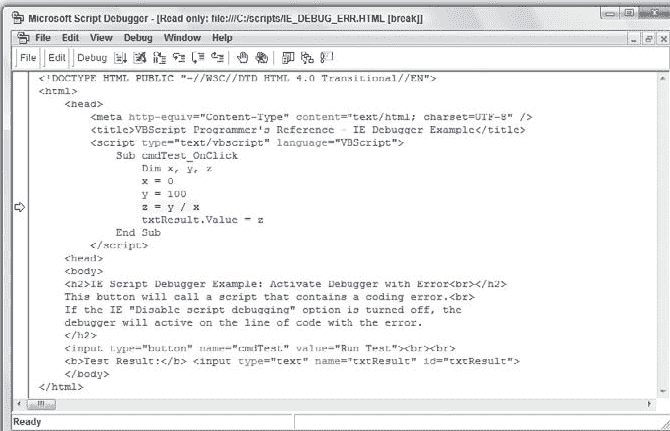 Microsoft Script Debugger - [Read only: file:///C:/scripts/IE_DEBUG_ERR.HTML [break]]
File Edit View Debug Window Help
File Edit Debug
<!DOCTYPE HTML PUBLIC "-//W3C//DTD HTML 4.0 Transitional//EN">
<html>
<head>
<meta http-equiv="Content-Type" content="text/html; charset=UTF-8" />
<title>VBScript Programmer's Reference - IE Debugger Example</title>
<script type="text/vbscript" language="VBScript">
Sub cmdTest_OnClick
Dim x, y, z
x = 0
y = 100
z = y / x
txtResult.Value = z
End Sub
</script>
<head>
<body>
<h2>IE Script Debugger Example: Activate Debugger with Error<br></h2>
This button will call a script that contains a coding error.<br>
If the IE "Disable script debugging" option is turned off, the
debugger will active on the line of code with the error.
</h2>
<input type="button" name="cmdTest" value="Run Test"><br><br>
<b>Test Result:</b> <input type="text" name="txtResult" id="txtResult">
</body>
</html>
Ready